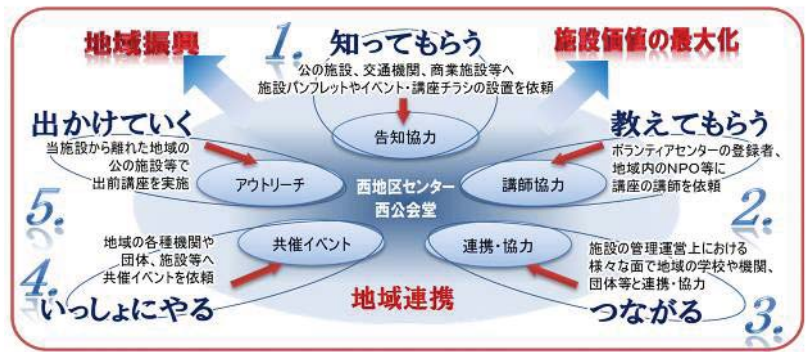 地域振興
施設価値の最大化
1.
知ってもらう
公の施設、交通機関、商業施設等へ
施設パンフレットやイベント・講座チラシの設置を依頼
告知協力
2.
教えてもらう
ボランティアセンターの登録者、
地域内のNPO等に
講座の講師を依頼
講師協力
3.
つながる
施設の管理運営上における
様々な面で地域の学校や機関、
団体等と連携・協力
連携・協力
4.
いっしょにやる
地域の各種機関や
団体、施設等へ
共催イベントを依頼
共催イベント
5.
出かけていく
当施設から離れた地域の
公の施設等で
出前講座を実施
アウトリーチ
西地区センター
西公会堂
地域連携